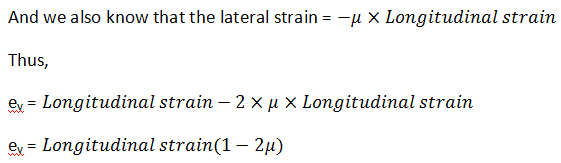 And we also know that the lateral strain = −μ × Longitudinal strain
Thus,
ev = Longitudinal strain − 2 × μ × Longitudinal strain
ev = Longitudinal strain(1 − 2μ)